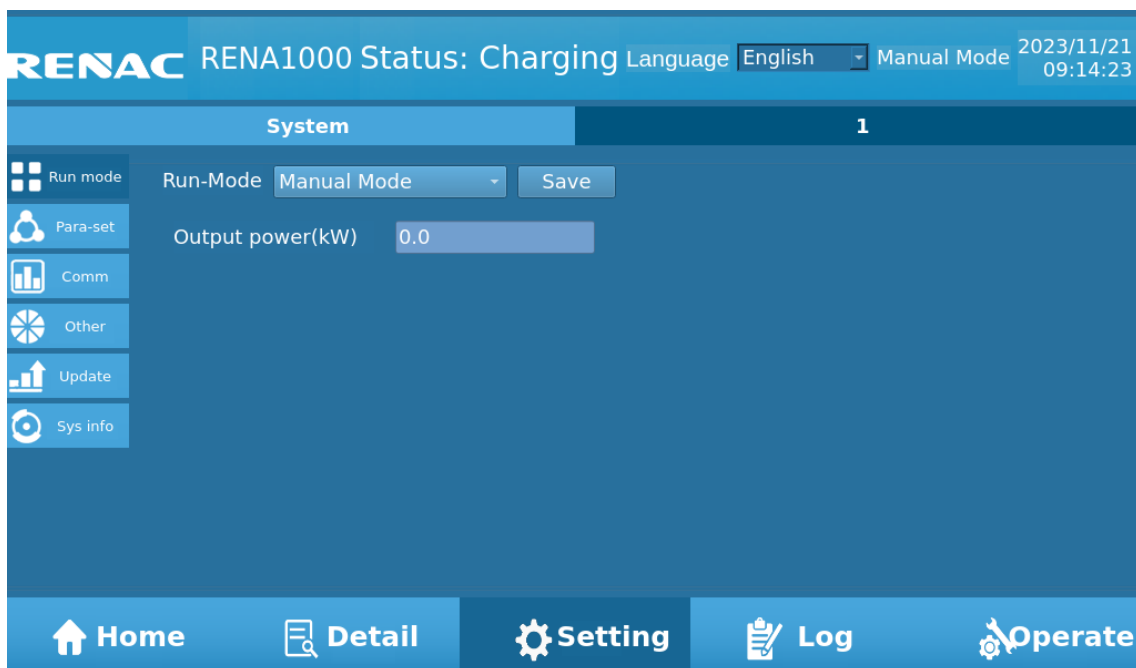 RENAC RENA1000 Status: Charging Language English Manual Mode 2023/11/21
09:14:23
System 1
Run mode Run-Mode Manual Mode Save
Para-set Output power(kW) 0.0
Comm
Other
Update
Sys info
Home Detail Setting Log Operate